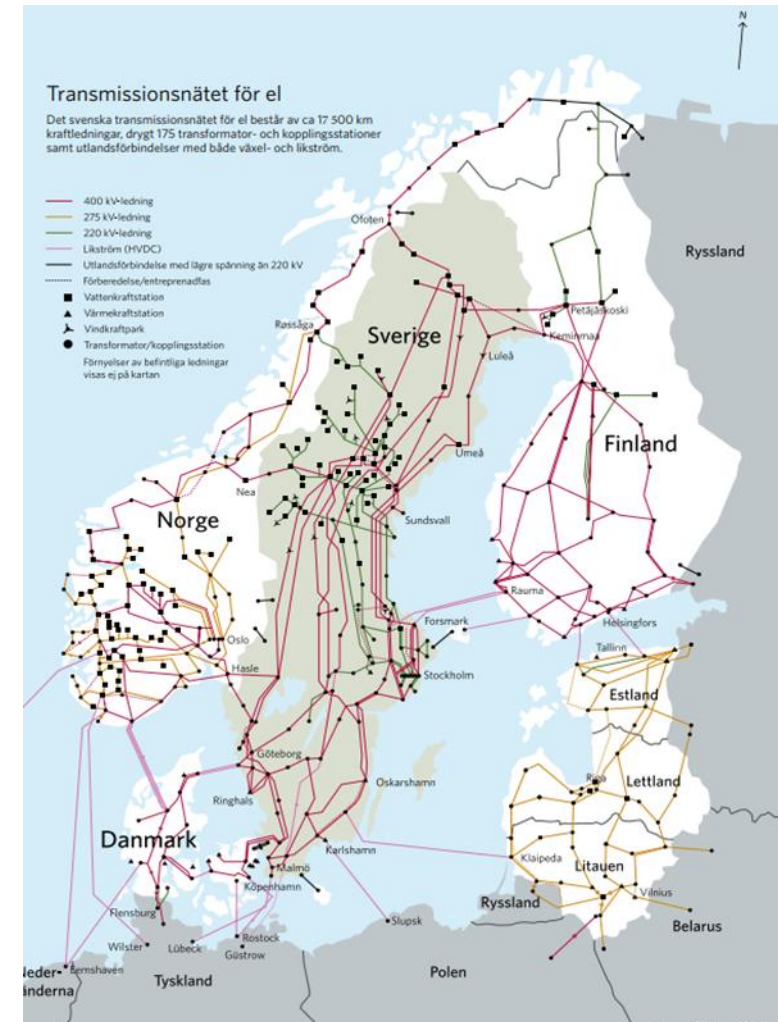 N
Transmissionsnätet för el
Det svenska transmissionsnätet för el består av ca 17 500 km
kraftledningar, drygt 175 transformator- och kopplingsstationer
samt utlandsförbindelser med både växel- och likström.
400 kV-ledning
275 kV-ledning
220 kV-ledning
Likström (HVDC)
Utlandsförbindelse med lägre spänning än 220 kV
Förberedelse/entreprenadfas
Vattenkraftstation
Värmekraftstation
Vindkraftpark
Transformator/kopplingsstation
Förnyelser av befintliga ledningar
visas ej på kartan
Ofoten
Ryssland
Røssåga
Petäjäskoski
Sverige
Keminmaa
Luleå
Finland
Umeå
Nea
Norge
Sundsvall
Rauma
Forsmark
Helsingfors
Oslo
Tallinn
Hasle
Stockholm
Estland
Göteborg
Riga
Lettland
Oskarshamn
Ringhals
Danmark
Karlshamn
Klaipeda
Malmö
Litauen
Köpenhamn
Vilnius
Ryssland
Flensburg
Slupsk
Belarus
Rostock
Wilster
Lübeck
Güstrow
Eemshaven
Neder-
änderna
Tyskland
Polen